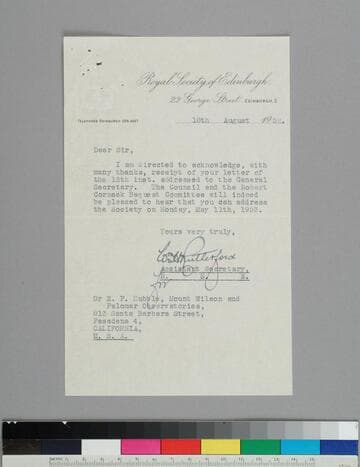 Royal Society of Edinburgh
22 George Street EDINBURGH, 2
TELEPHONE EDINBURGH
18th August 1952.
Dear Sir,
I am directed to acknowledge, with
many thanks, receipt of your letter of
the 12th inst. addressed to the General
Secretary. The Council and the Robert
Cormack Bequest Committee will indeed
be pleased to hear that you can address
the Society on Monday, May 11th, 1953.
Yours very truly,
Rutherford
Assistant Secretary,
R. S. E.
Dr E. P. Hubble, Mount Wilson and
Palomar Observatories,
813 Santa Barbara Street,
Pasadena 4,
CALIFORNIA,
U. S. A.